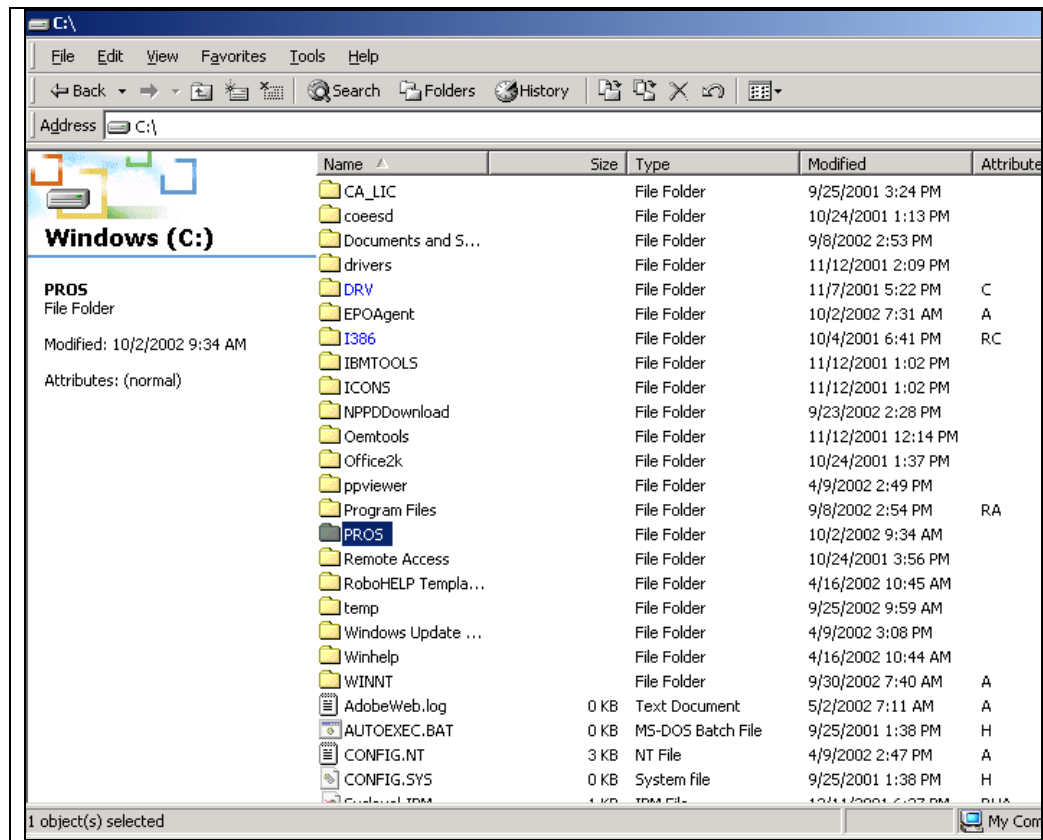 C:\
File Edit View Favorites Tools Help
Back Search Folders History
Address C:\
Windows (C:)
PROS
File Folder
Modified: 10/2/2002 9:34 AM
Attributes: (normal)
Name Size Type Modified Attribute
CA_LIC File Folder 9/25/2001 3:24 PM
coeesd File Folder 10/24/2001 1:13 PM
Documents and S... File Folder 9/8/2002 2:53 PM
drivers File Folder 11/12/2001 2:09 PM
DRV File Folder 11/7/2001 5:22 PM C
EPOAgent File Folder 10/2/2002 7:31 AM A
I386 File Folder 10/4/2001 6:41 PM RC
IBMTOOLS File Folder 11/12/2001 1:02 PM
ICONS File Folder 11/12/2001 1:02 PM
NPPDDownload File Folder 9/23/2002 2:28 PM
Oemtools File Folder 11/12/2001 12:14 PM
Office2k File Folder 10/24/2001 1:37 PM
ppviewer File Folder 4/9/2002 2:49 PM
Program Files File Folder 9/8/2002 2:54 PM RA
PROS File Folder 10/2/2002 9:34 AM
Remote Access File Folder 10/24/2001 3:56 PM
RoboHELP Templa... File Folder 4/16/2002 10:45 AM
temp File Folder 9/25/2002 9:59 AM
Windows Update ... File Folder 4/9/2002 3:08 PM
Winhelp File Folder 4/16/2002 10:44 AM
WINNT File Folder 9/30/2002 7:40 AM A
AdobeWeb.log 0 KB Text Document 5/2/2002 7:11 AM A
AUTOEXEC.BAT 0 KB MS-DOS Batch File 9/25/2001 1:38 PM H
CONFIG.NT 3 KB NT File 4/9/2002 2:47 PM A
CONFIG.SYS 0 KB System file 9/25/2001 1:38 PM H
1 object(s) selected My Com